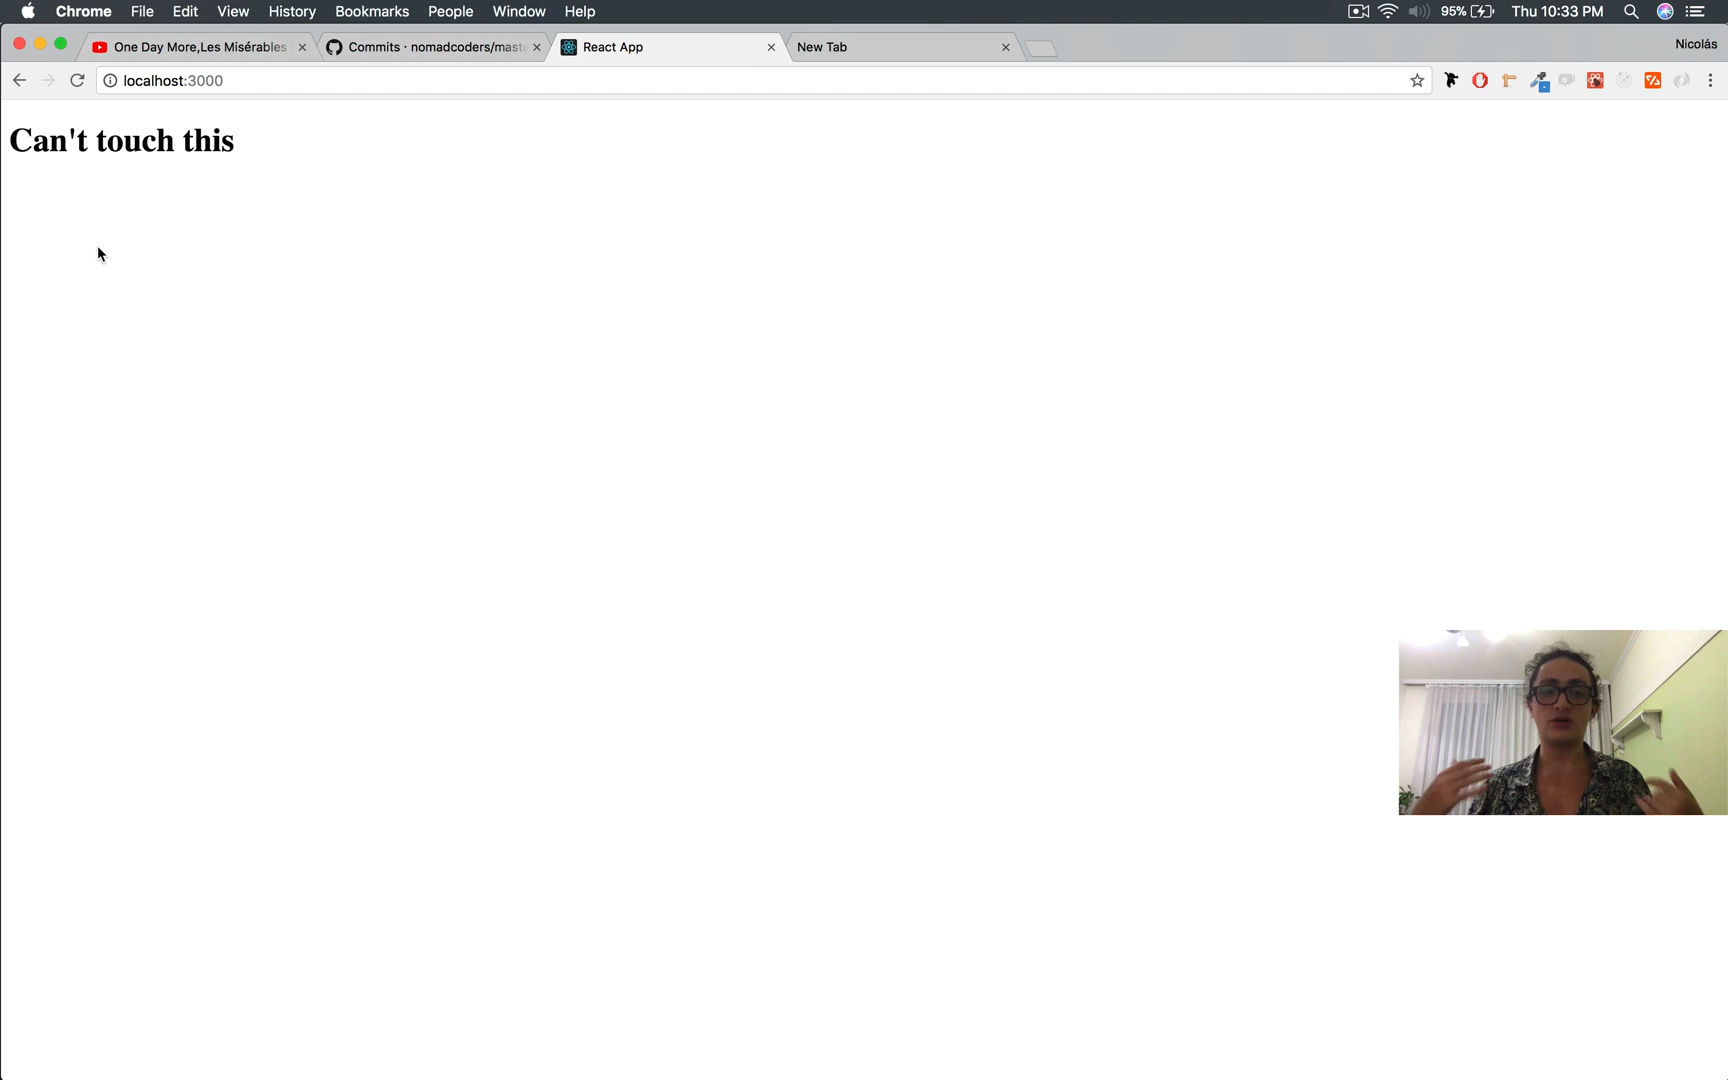 Chrome File Edit View History Bookmarks People Window Help 95% Thu 10:33 PM
One Day More,Les Misérables Commits · nomadcoders/mast React App New Tab Nicolás
localhost:3000
Can't touch this